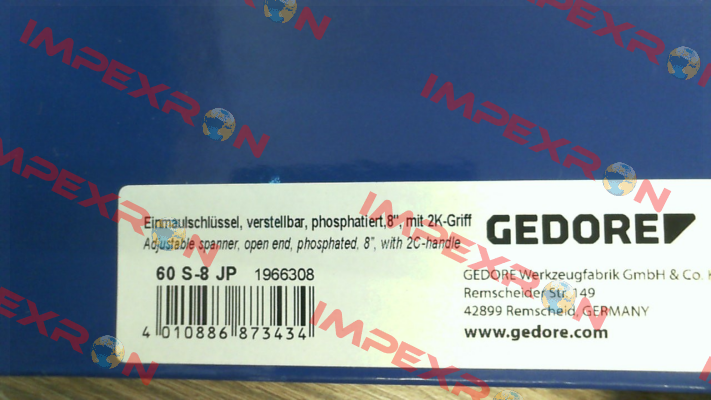 Einmaulschlüssel, verstellbar, phosphatiert,8", mit 2K-Griff
Adjustable spanner, open end, phosphated, 8", with 2C-handle
60 S-8 JP 1966308
4 010886 873434
GEDORE
GEDORE Werkzeugfabrik GmbH & Co.
Remscheider Str. 149
42899 Remscheid, GERMANY
www.gedore.com
IMPEXRON
IMPEXRON
IMPEXRON
IMPEXRON
IMPEXRON
IMPEXRON
IMPEXRON